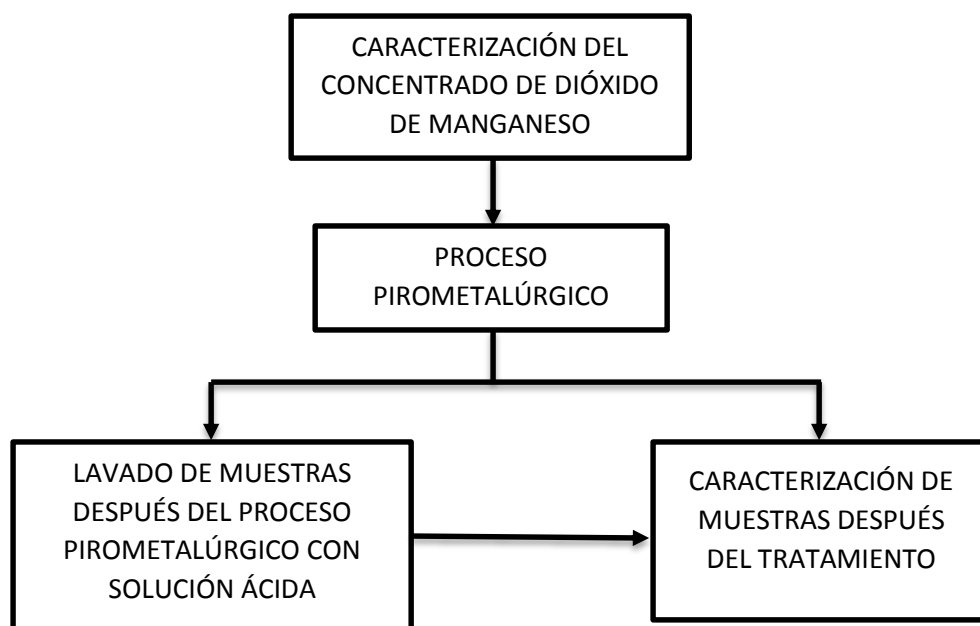 CARACTERIZACIÓN DEL
CONCENTRADO DE DIÓXIDO
DE MANGANESO
PROCESO
PIROMETALÚRGICO
LAVADO DE MUESTRAS
DESPUÉS DEL PROCESO
PIROMETALÚRGICO CON
SOLUCIÓN ÁCIDA
CARACTERIZACIÓN DE
MUESTRAS DESPUÉS
DEL TRATAMIENTO